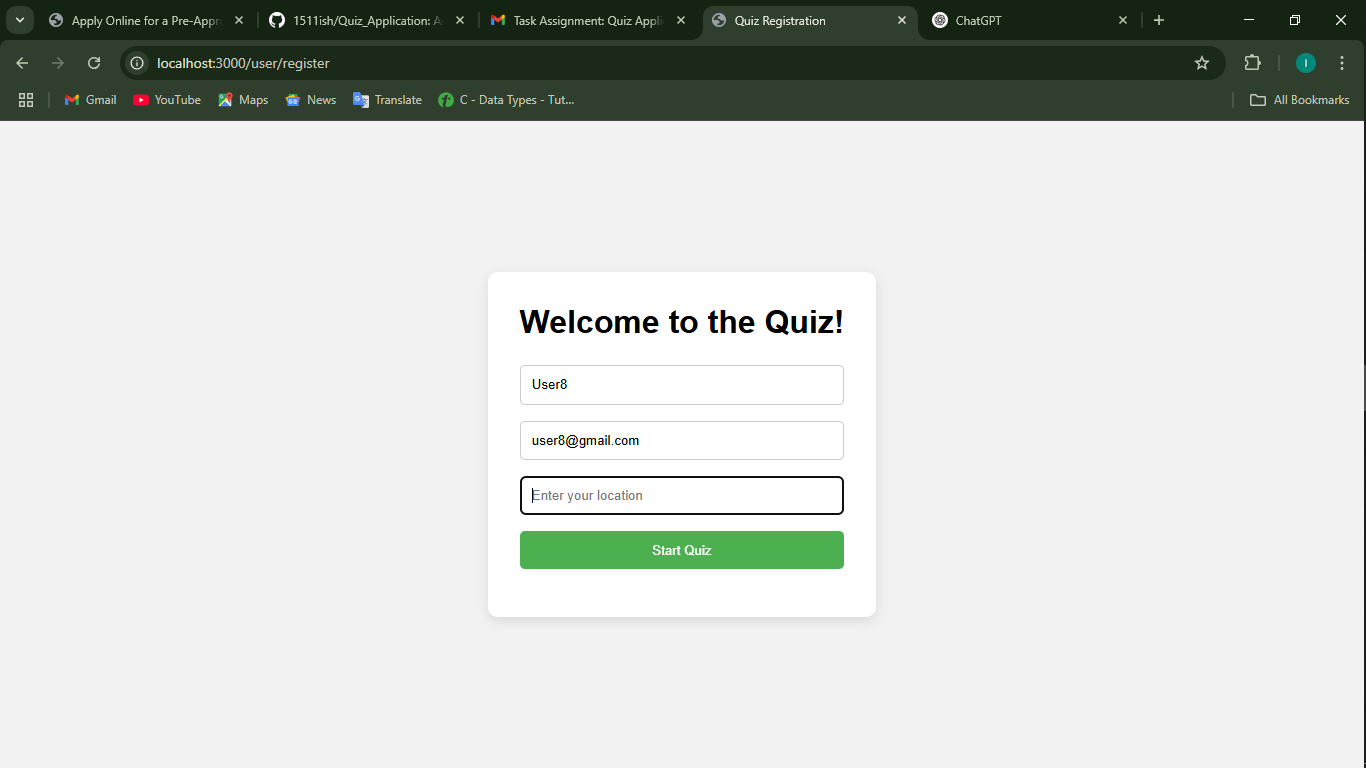 Apply Online for a Pre-Appr
1511ish/Quiz_Application: A
Task Assignment: Quiz Appli
Quiz Registration
ChatGPT
localhost:3000/user/register
I
Gmail
YouTube
Maps
News
Translate
C - Data Types - Tut...
All Bookmarks
Welcome to the Quiz!
User8
user8@gmail.com
Enter your location
Start Quiz